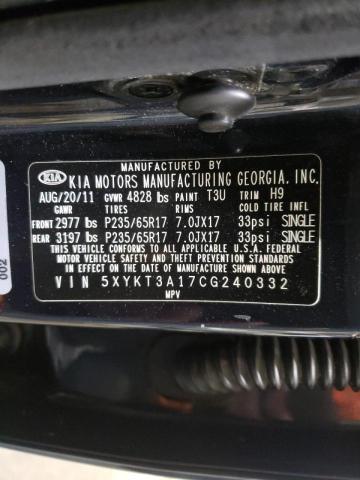 MANUFACTURED BY
KIA KIA MOTORS MANUFACTURING GEORGIA, INC.
AUG/20/11 GVWR 4828 lbs PAINT T3U TRIM H9
GAWR TIRES RIMS COLD TIRE INFL
FRONT 2977 lbs P235/65R17 7.0JX17 33psi SINGLE
REAR 3197 lbs P235/65R17 7.0JX17 33psi SINGLE
THIS VEHICLE CONFORMS TO ALL APPLICABLE U.S.A. FEDERAL
MOTOR VEHICLE SAFETY AND THEFT PREVENTION STANDARDS
IN EFFECT ON THE DATE OF MANUFACTURE SHOWN ABOVE
VIN 5XYKT3A17CG240332
MPV
002